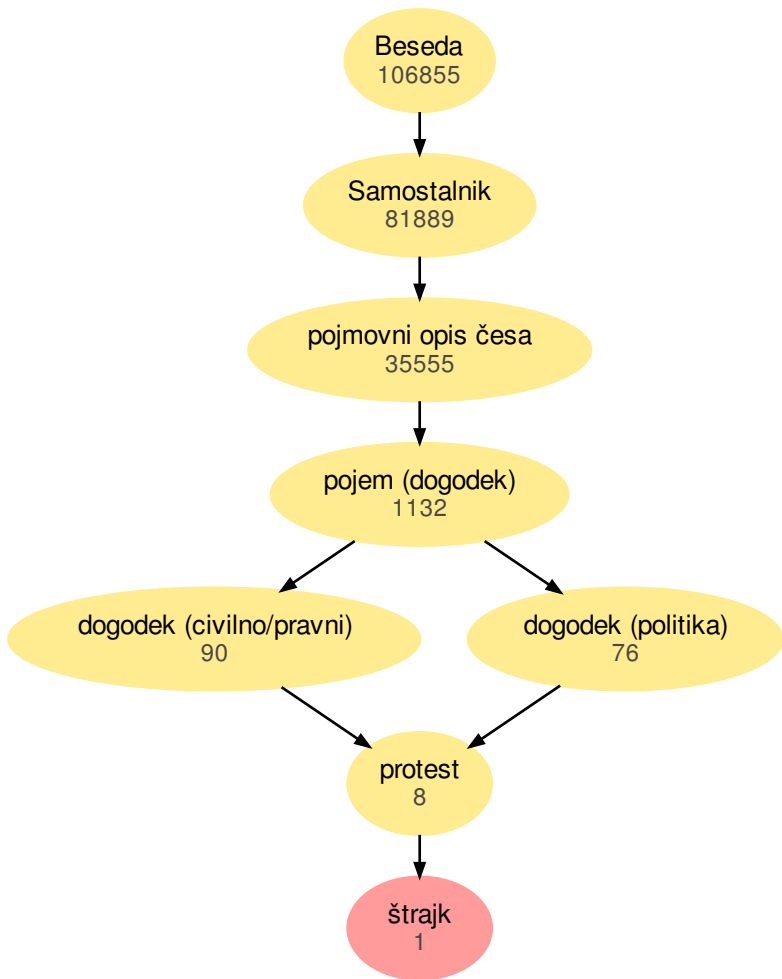 Beseda
106855
Samostalnik
81889
pojmovni opis česa
35555
pojem (dogodek)
1132
dogodek (civilno/pravni)
90
dogodek (politika)
76
protest
8
štrajk
1